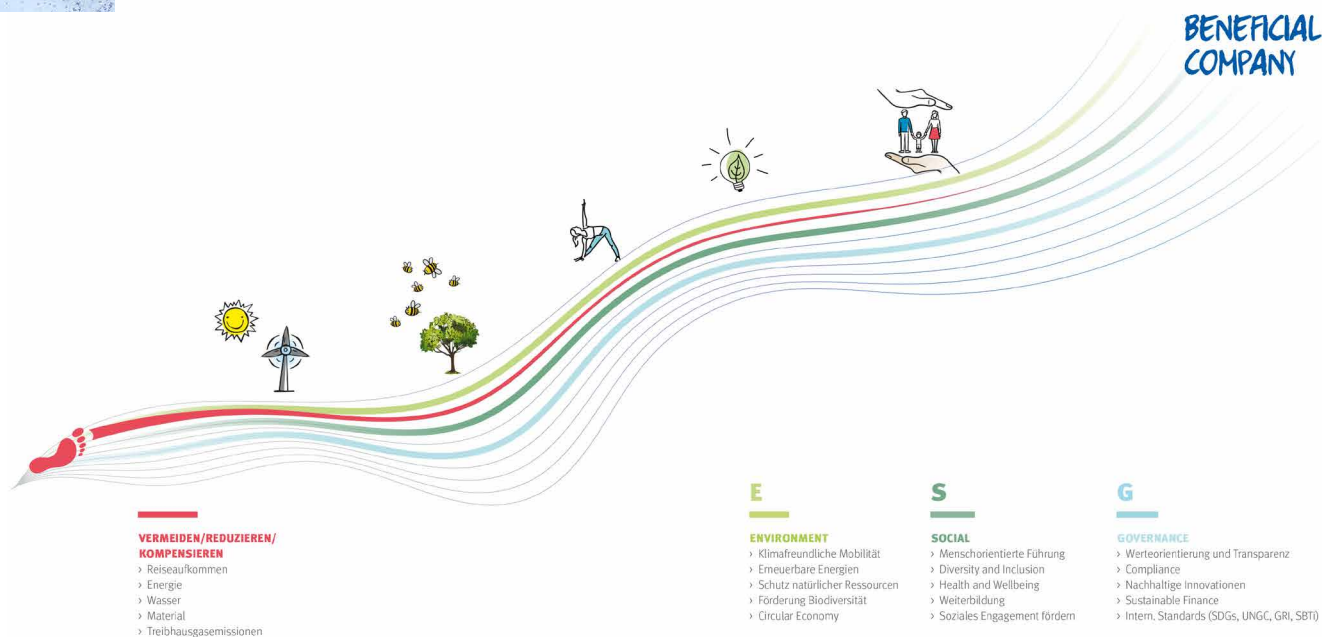 BENEFICIAL
COMPANY
VERMEIDEN/REDUZIEREN/
KOMPENSIEREN
› Reiseaufkommen
› Energie
› Wasser
› Material
› Treibhausgasemissionen
E
ENVIRONMENT
› Klimafreundliche Mobilität
› Erneuerbare Energien
› Schutz natürlicher Ressourcen
› Förderung Biodiversität
› Circular Economy
S
SOCIAL
› Menschorientierte Führung
› Diversity and Inclusion
› Health and Wellbeing
› Weiterbildung
› Soziales Engagement fördern
G
GOVERNANCE
› Werteorientierung und Transparenz
› Compliance
› Nachhaltige Innovationen
› Sustainable Finance
› Intern. Standards (SDGs, UNGC, GRI, SBTi)